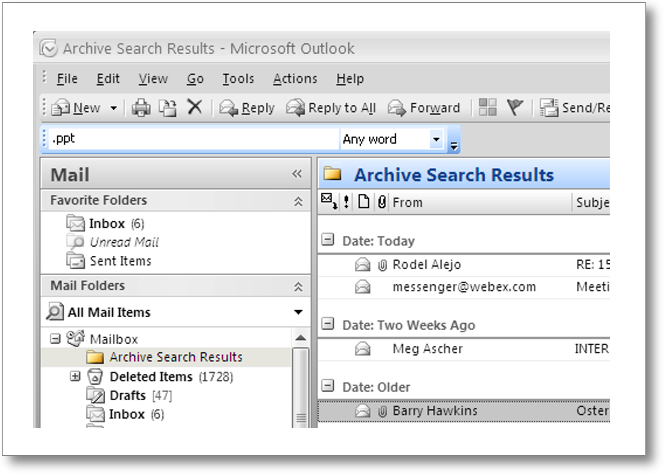 Archive Search Results - Microsoft Outlook
File Edit View Go Tools Actions Help
New Reply Reply to All Forward Send/Re
.ppt Any word
Mail
Favorite Folders
Inbox (6)
Unread Mail
Sent Items
Mail Folders
All Mail Items
Mailbox
Archive Search Results
Deleted Items (1728)
Drafts [47]
Inbox (6)
Archive Search Results
From Subje
Date: Today
Rodel Alejo RE: 15
messenger@webex.com Meeti
Date: Two Weeks Ago
Meg Ascher INTER
Date: Older
Barry Hawkins Oster